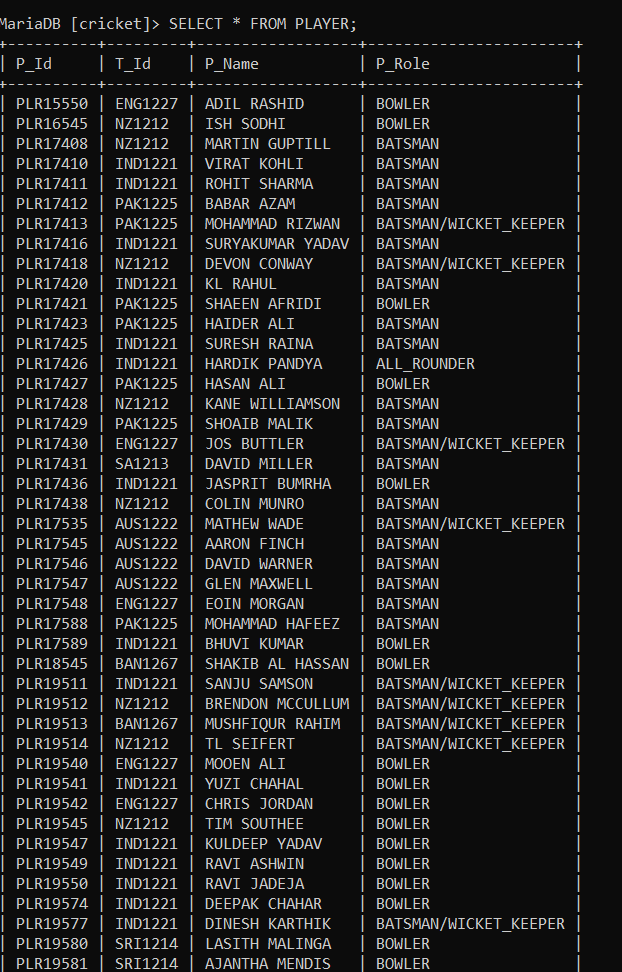 MariaDB [cricket]> SELECT * FROM PLAYER;
+----------+---------+------------------+-----------------------+
| P_Id     | T_Id    | P_Name           | P_Role                |
+----------+---------+------------------+-----------------------+
| PLR15550 | ENG1227 | ADIL RASHID      | BOWLER                |
| PLR16545 | NZ1212  | ISH SODHI        | BOWLER                |
| PLR17408 | NZ1212  | MARTIN GUPTILL   | BATSMAN               |
| PLR17410 | IND1221 | VIRAT KOHLI      | BATSMAN               |
| PLR17411 | IND1221 | ROHIT SHARMA     | BATSMAN               |
| PLR17412 | PAK1225 | BABAR AZAM       | BATSMAN               |
| PLR17413 | PAK1225 | MOHAMMAD RIZWAN  | BATSMAN/WICKET_KEEPER |
| PLR17416 | IND1221 | SURYAKUMAR YADAV | BATSMAN               |
| PLR17418 | NZ1212  | DEVON CONWAY     | BATSMAN/WICKET_KEEPER |
| PLR17420 | IND1221 | KL RAHUL         | BATSMAN               |
| PLR17421 | PAK1225 | SHAEEN AFRIDI    | BOWLER                |
| PLR17423 | PAK1225 | HAIDER ALI       | BATSMAN               |
| PLR17425 | IND1221 | SURESH RAINA     | BATSMAN               |
| PLR17426 | IND1221 | HARDIK PANDYA    | ALL_ROUNDER           |
| PLR17427 | PAK1225 | HASAN ALI        | BOWLER                |
| PLR17428 | NZ1212  | KANE WILLIAMSON  | BATSMAN               |
| PLR17429 | PAK1225 | SHOAIB MALIK     | BATSMAN               |
| PLR17430 | ENG1227 | JOS BUTTLER      | BATSMAN/WICKET_KEEPER |
| PLR17431 | SA1213  | DAVID MILLER     | BATSMAN               |
| PLR17436 | IND1221 | JASPRIT BUMRHA   | BOWLER                |
| PLR17438 | NZ1212  | COLIN MUNRO      | BATSMAN               |
| PLR17535 | AUS1222 | MATHEW WADE      | BATSMAN/WICKET_KEEPER |
| PLR17545 | AUS1222 | AARON FINCH      | BATSMAN               |
| PLR17546 | AUS1222 | DAVID WARNER     | BATSMAN               |
| PLR17547 | AUS1222 | GLEN MAXWELL     | BATSMAN               |
| PLR17548 | ENG1227 | EOIN MORGAN      | BATSMAN               |
| PLR17588 | PAK1225 | MOHAMMAD HAFEEZ  | BATSMAN               |
| PLR17589 | IND1221 | BHUVI KUMAR      | BOWLER                |
| PLR18545 | BAN1267 | SHAKIB AL HASSAN | BOWLER                |
| PLR19511 | IND1221 | SANJU SAMSON     | BATSMAN/WICKET_KEEPER |
| PLR19512 | NZ1212  | BRENDON MCCULLUM | BATSMAN/WICKET_KEEPER |
| PLR19513 | BAN1267 | MUSHFIQUR RAHIM  | BATSMAN/WICKET_KEEPER |
| PLR19514 | NZ1212  | TL SEIFERT       | BATSMAN/WICKET_KEEPER |
| PLR19540 | ENG1227 | MOOEN ALI        | BOWLER                |
| PLR19541 | IND1221 | YUZI CHAHAL      | BOWLER                |
| PLR19542 | ENG1227 | CHRIS JORDAN     | BOWLER                |
| PLR19545 | NZ1212  | TIM SOUTHEE      | BOWLER                |
| PLR19547 | IND1221 | KULDEEP YADAV    | BOWLER                |
| PLR19549 | IND1221 | RAVI ASHWIN      | BOWLER                |
| PLR19550 | IND1221 | RAVI JADEJA      | BOWLER                |
| PLR19574 | IND1221 | DEEPAK CHAHAR    | BOWLER                |
| PLR19577 | IND1221 | DINESH KARTHIK   | BATSMAN/WICKET_KEEPER |
| PLR19580 | SRI1214 | LASITH MALINGA   | BOWLER                |
| PLR19581 | SRI1214 | AJANTHA MENDIS   | BOWLER                |